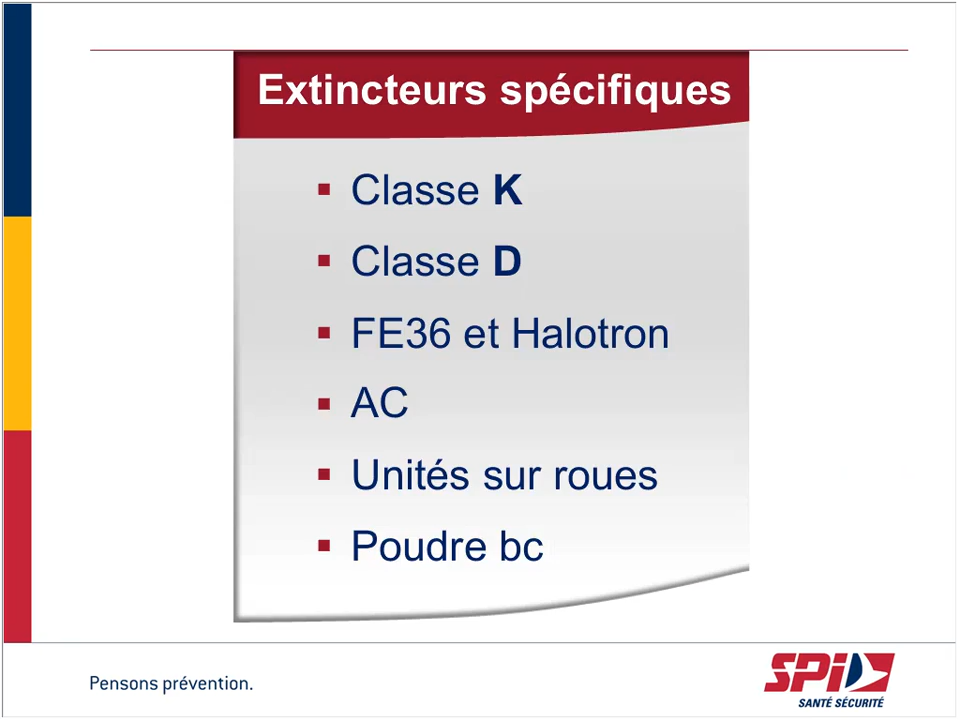 Extincteurs spécifiques
▪ Classe K
▪ Classe D
▪ FE36 et Halotron
▪ AC
▪ Unités sur roues
▪ Poudre bc
Pensons prévention.
SPI
SANTÉ SÉCURITÉ